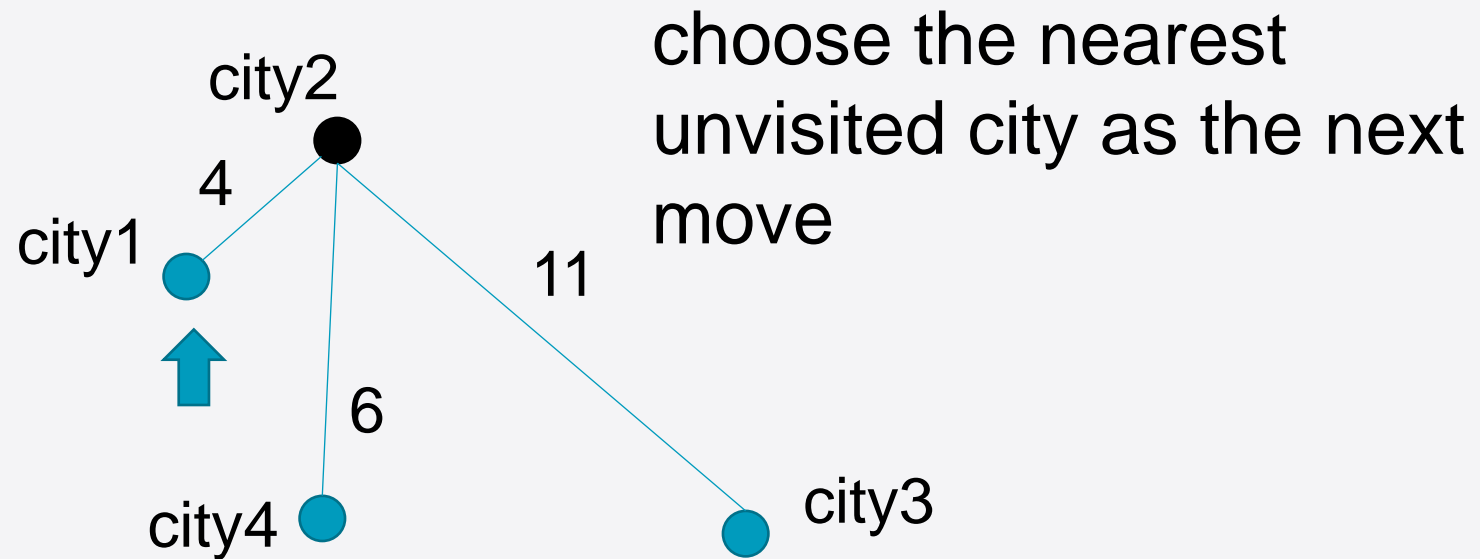 choose the nearest
unvisited city as the next
move
city2
4
city1
11
6
city3
city4